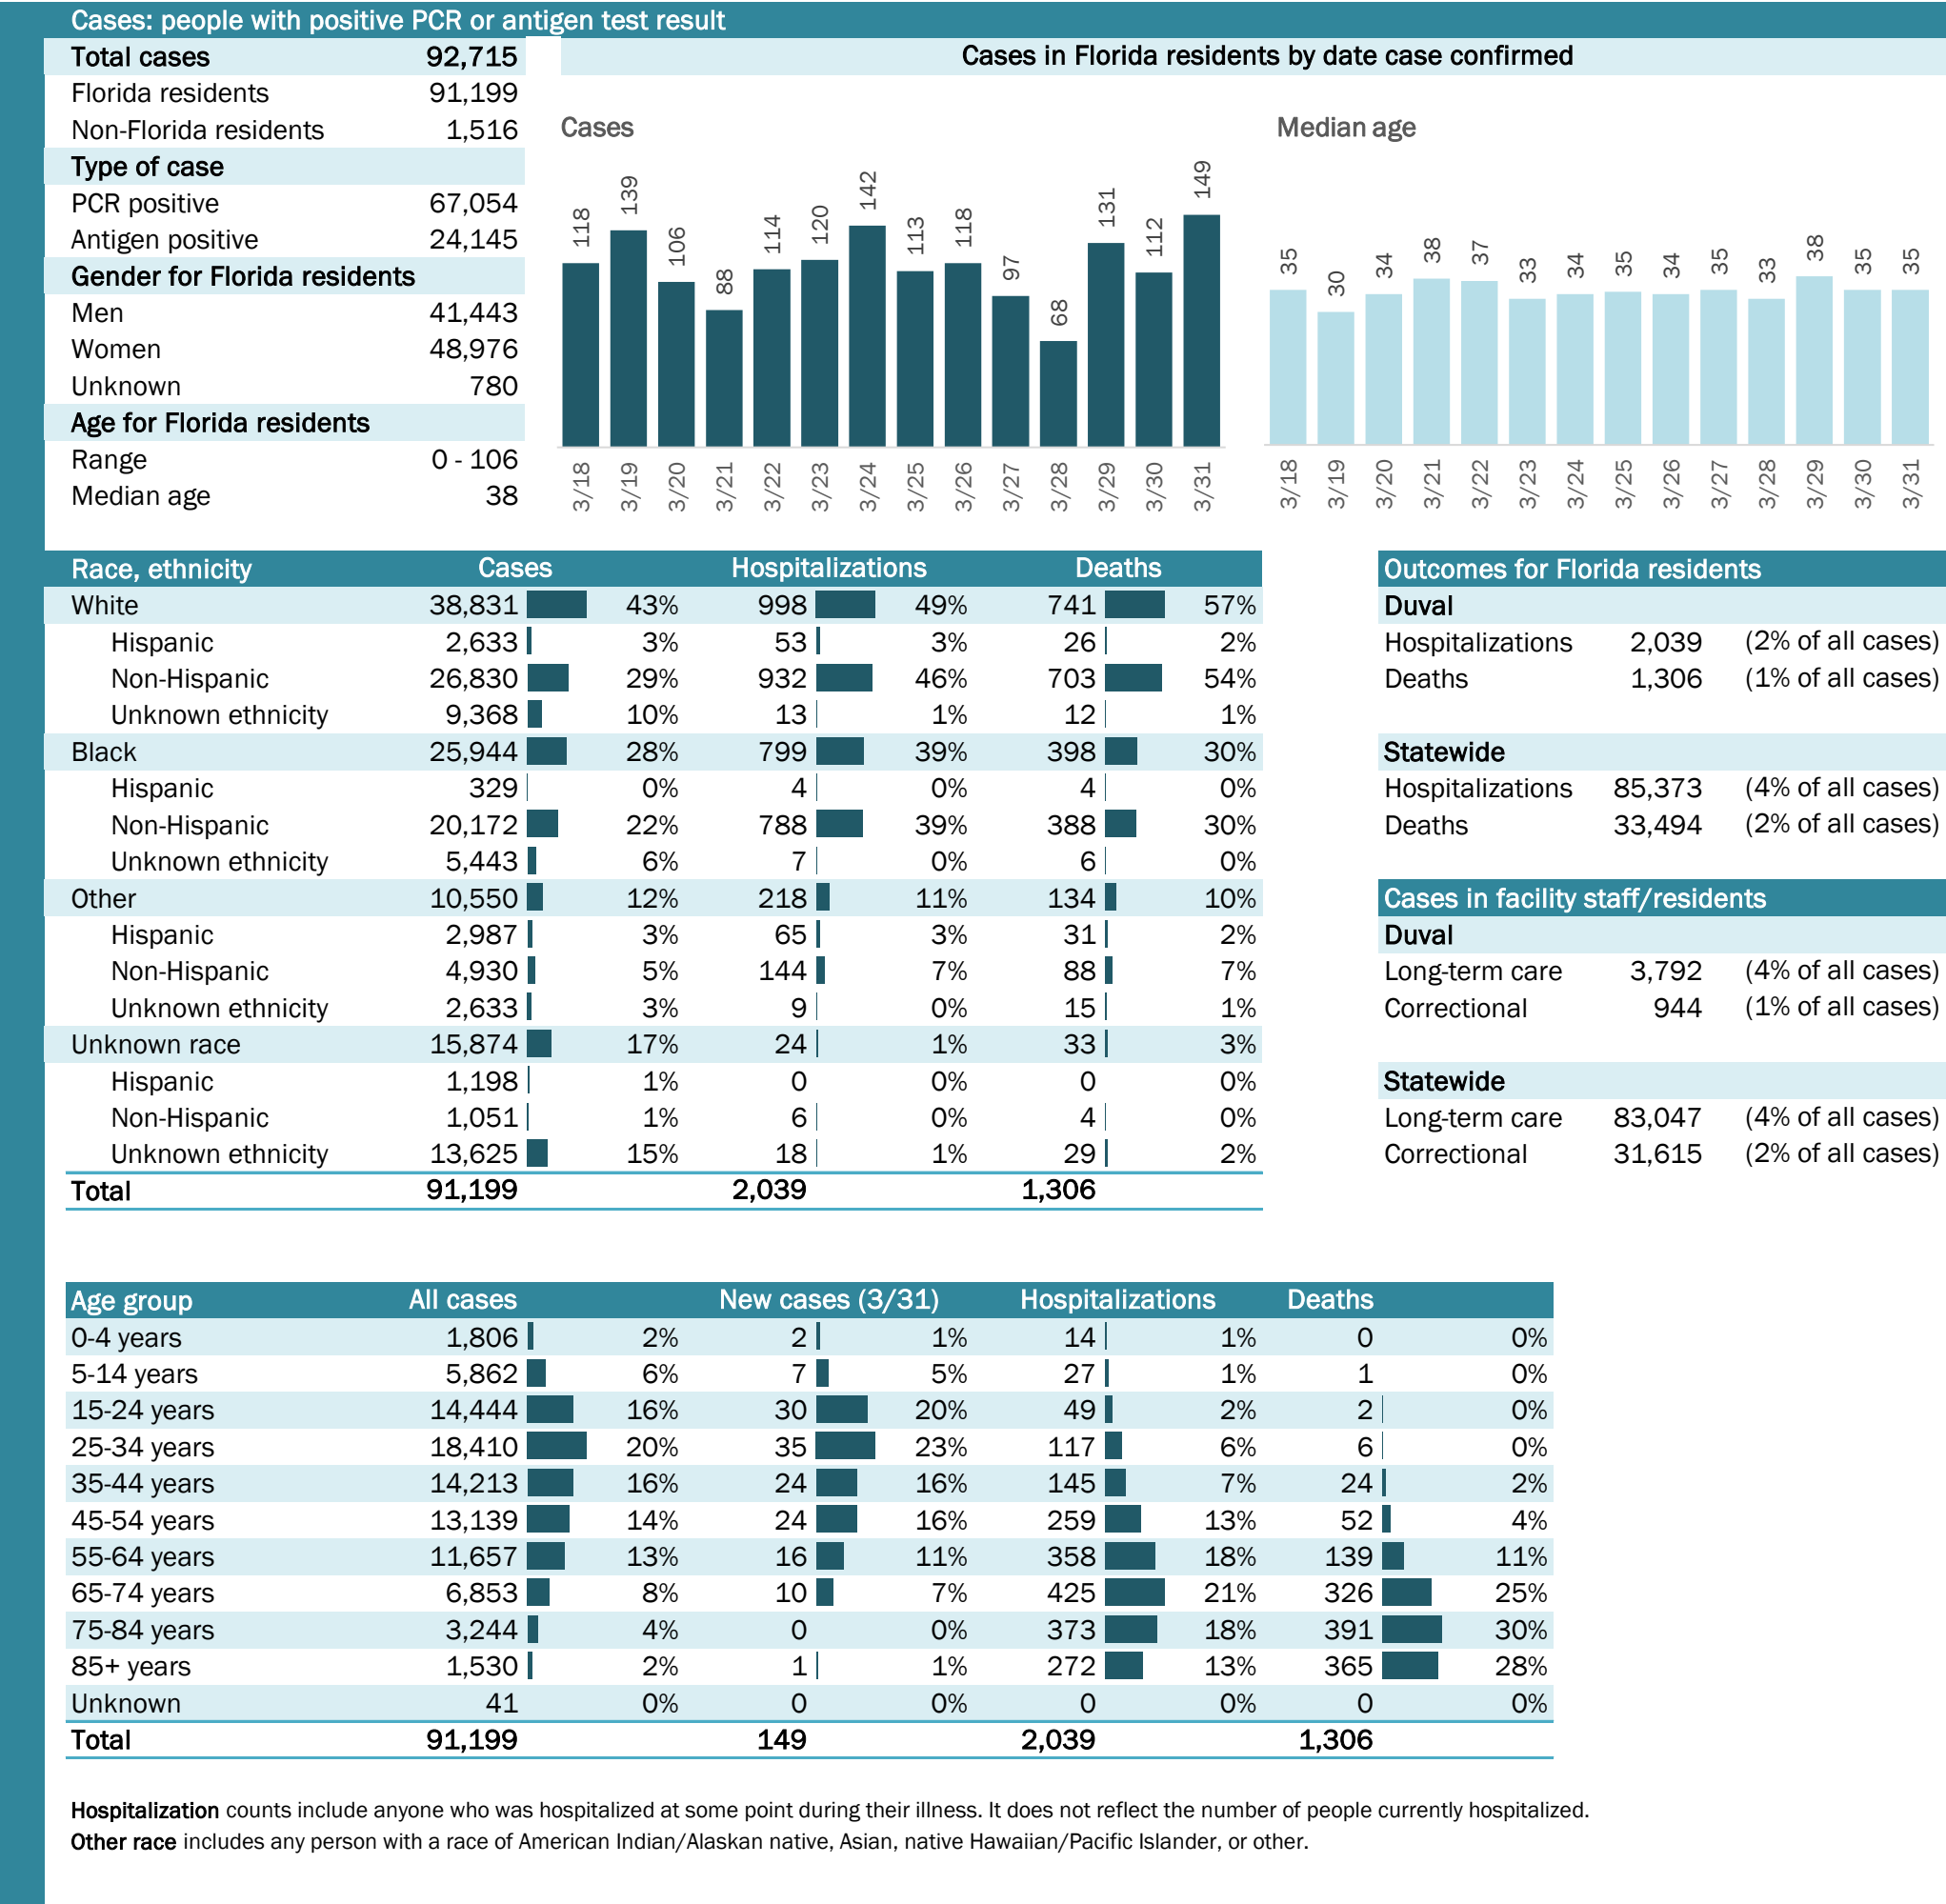 Cases: people with positive PCR or antigen test result
Total cases 92,715
Florida residents 91,199
Non-Florida residents 1,516
Type of case
PCR positive 67,054
Antigen positive 24,145
Gender for Florida residents
Men 41,443
Women 48,976
Unknown 780
Age for Florida residents
Range 0 - 106
Median age 38
Cases in Florida residents by date case confirmed
Cases
118 139 106 88 114 120 142 113 118 97 68 131 112 149
3/18 3/19 3/20 3/21 3/22 3/23 3/24 3/25 3/26 3/27 3/28 3/29 3/30 3/31
Median age
35 30 34 38 37 33 34 35 34 35 33 38 35 35
3/18 3/19 3/20 3/21 3/22 3/23 3/24 3/25 3/26 3/27 3/28 3/29 3/30 3/31
Race, ethnicity Cases Hospitalizations Deaths
White 38,831 43% 998 49% 741 57%
Hispanic 2,633 3% 53 3% 26 2%
Non-Hispanic 26,830 29% 932 46% 703 54%
Unknown ethnicity 9,368 10% 13 1% 12 1%
Black 25,944 28% 799 39% 398 30%
Hispanic 329 0% 4 0% 4 0%
Non-Hispanic 20,172 22% 788 39% 388 30%
Unknown ethnicity 5,443 6% 7 0% 6 0%
Other 10,550 12% 218 11% 134 10%
Hispanic 2,987 3% 65 3% 31 2%
Non-Hispanic 4,930 5% 144 7% 88 7%
Unknown ethnicity 2,633 3% 9 0% 15 1%
Unknown race 15,874 17% 24 1% 33 3%
Hispanic 1,198 1% 0 0% 0 0%
Non-Hispanic 1,051 1% 6 0% 4 0%
Unknown ethnicity 13,625 15% 18 1% 29 2%
Total 91,199 2,039 1,306
Outcomes for Florida residents
Duval
Hospitalizations 2,039 (2% of all cases)
Deaths 1,306 (1% of all cases)
Statewide
Hospitalizations 85,373 (4% of all cases)
Deaths 33,494 (2% of all cases)
Cases in facility staff/residents
Duval
Long-term care 3,792 (4% of all cases)
Correctional 944 (1% of all cases)
Statewide
Long-term care 83,047 (4% of all cases)
Correctional 31,615 (2% of all cases)
Age group All cases New cases (3/31) Hospitalizations Deaths
0-4 years 1,806 2% 2 1% 14 1% 0 0%
5-14 years 5,862 6% 7 5% 27 1% 1 0%
15-24 years 14,444 16% 30 20% 49 2% 2 0%
25-34 years 18,410 20% 35 23% 117 6% 6 0%
35-44 years 14,213 16% 24 16% 145 7% 24 2%
45-54 years 13,139 14% 24 16% 259 13% 52 4%
55-64 years 11,657 13% 16 11% 358 18% 139 11%
65-74 years 6,853 8% 10 7% 425 21% 326 25%
75-84 years 3,244 4% 0 0% 373 18% 391 30%
85+ years 1,530 2% 1 1% 272 13% 365 28%
Unknown 41 0% 0 0% 0 0% 0 0%
Total 91,199 149 2,039 1,306
Hospitalization counts include anyone who was hospitalized at some point during their illness. It does not reflect the number of people currently hospitalized.
Other race includes any person with a race of American Indian/Alaskan native, Asian, native Hawaiian/Pacific Islander, or other.